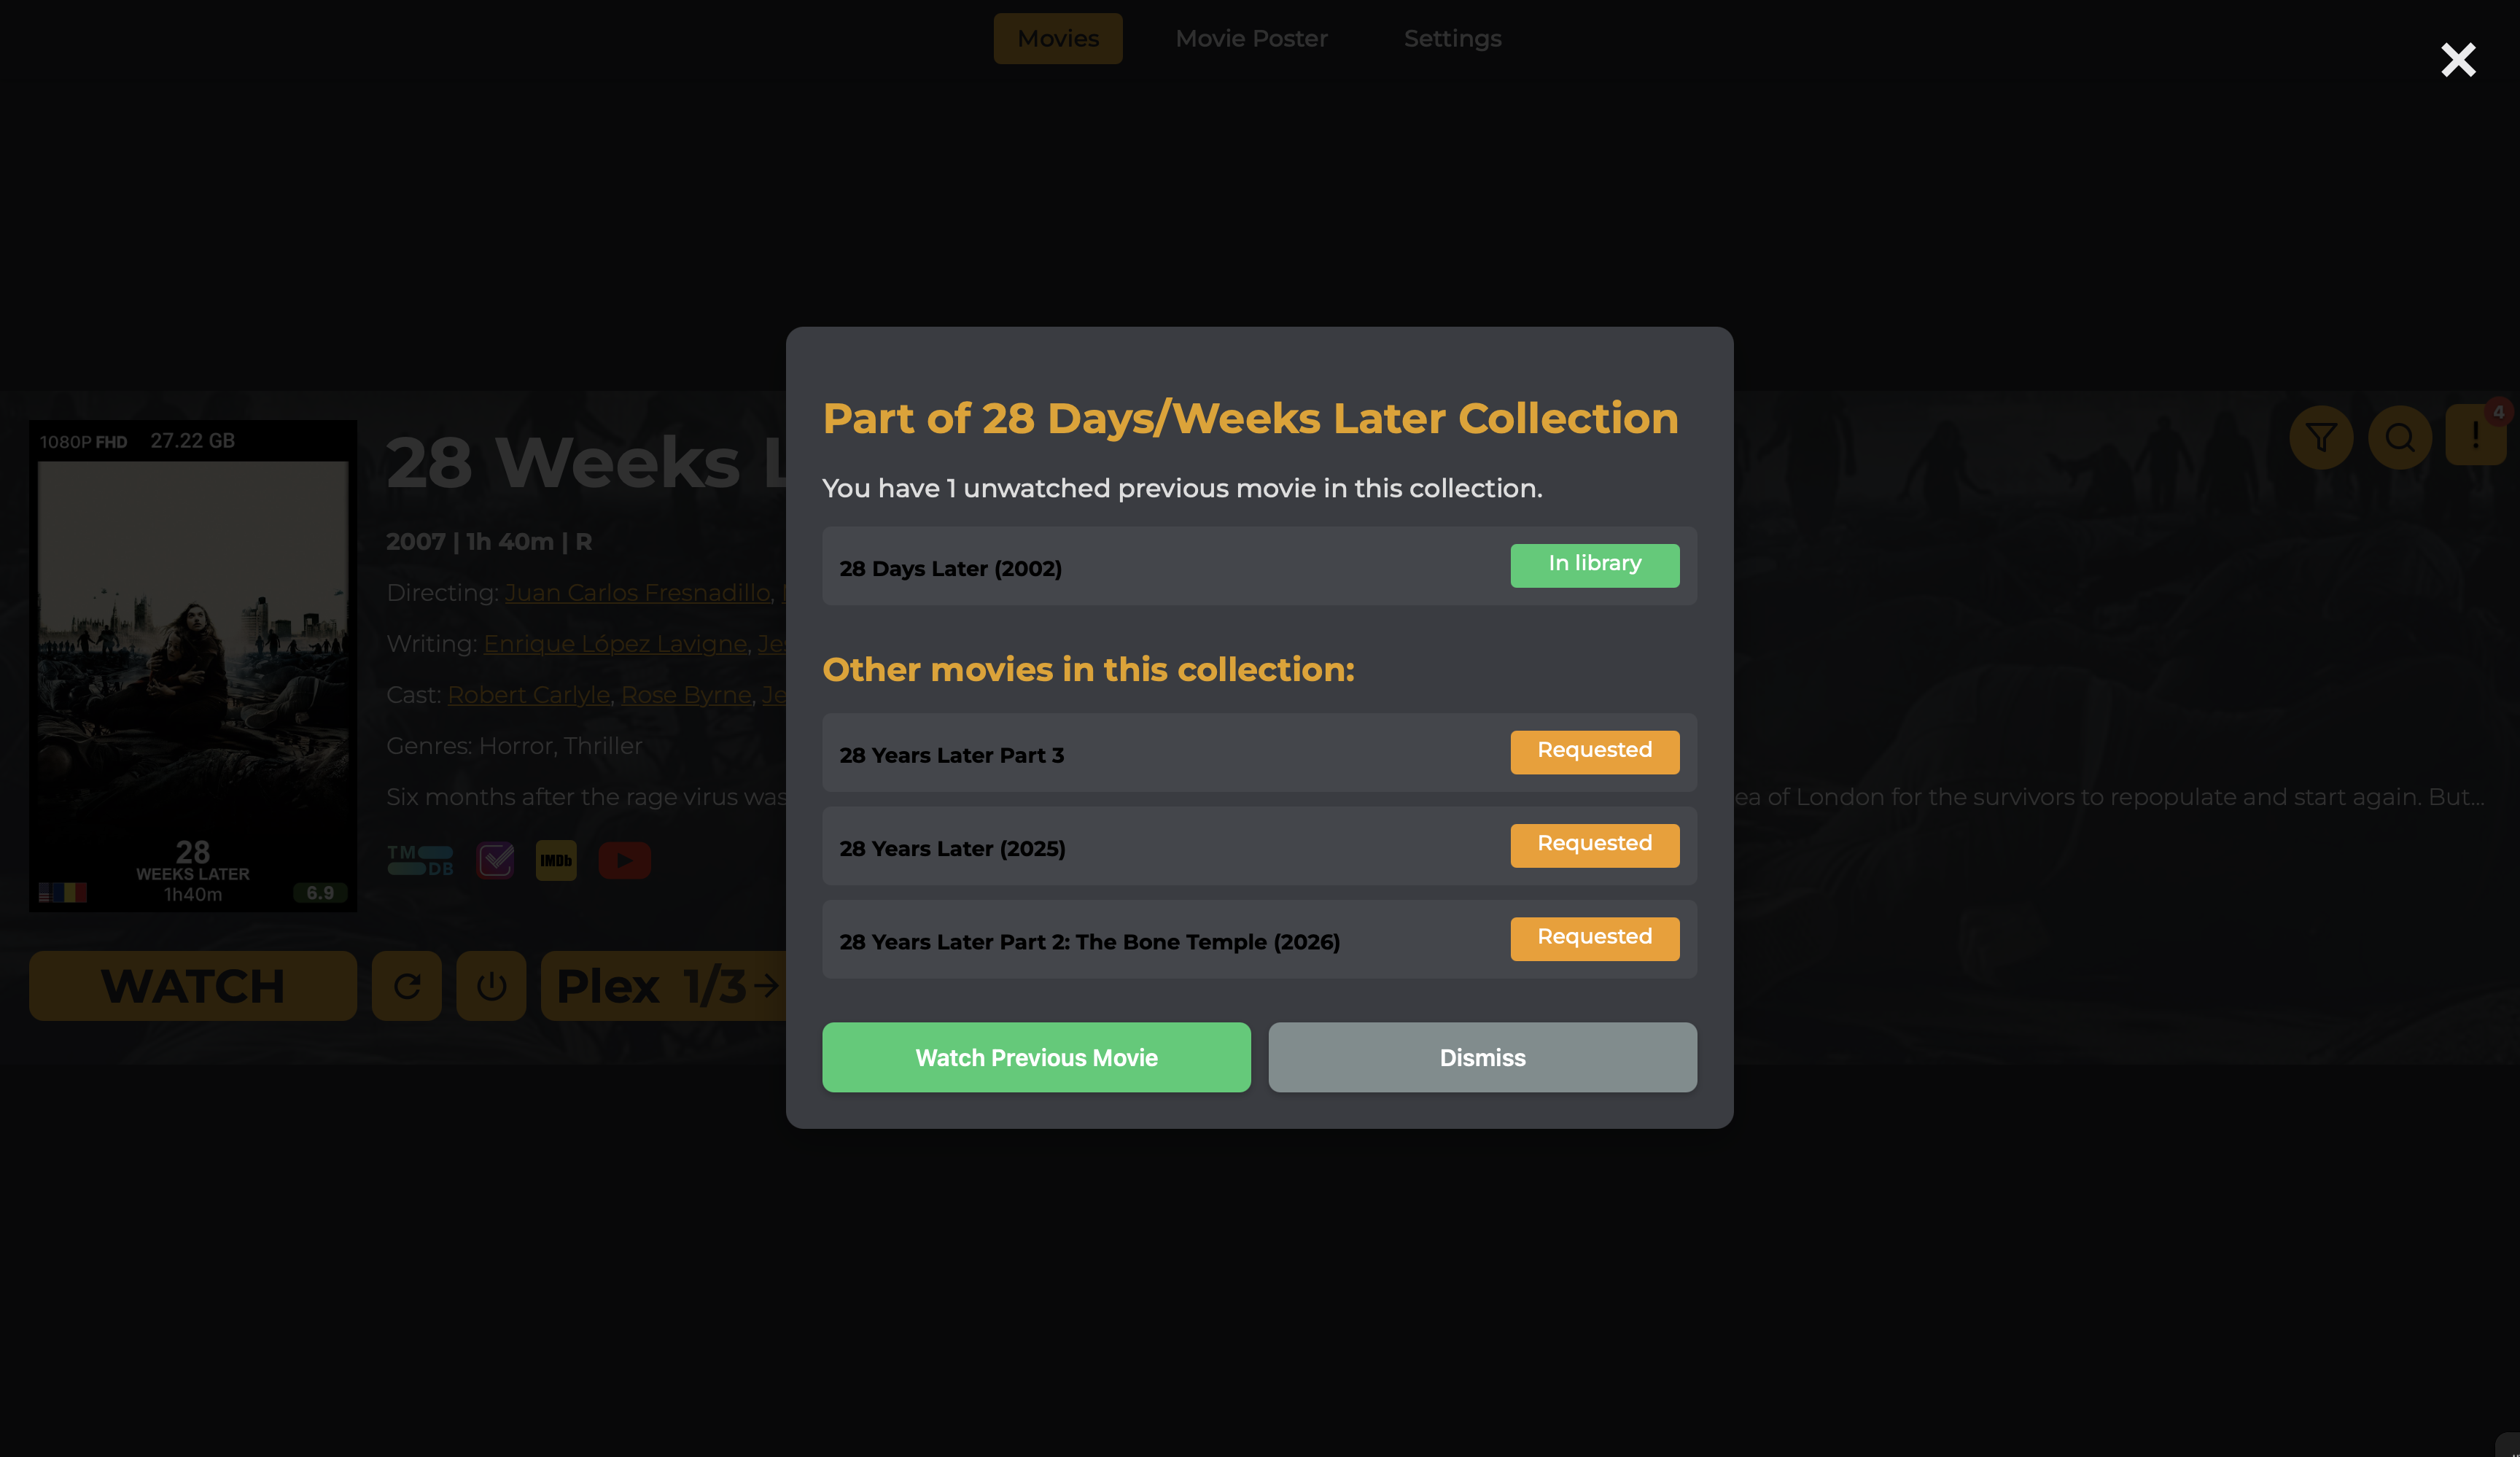 Movies Movie Poster Settings
Part of 28 Days/Weeks Later Collection
You have 1 unwatched previous movie in this collection.
28 Days Later (2002) In library
Other movies in this collection:
28 Years Later Part 3 Requested
28 Years Later (2025) Requested
28 Years Later Part 2: The Bone Temple (2026) Requested
Watch Previous Movie Dismiss
1080P FHD 27.22 GB
28
WEEKS LATER
1h40m
6.9
28 Weeks L
4
2007 | 1h 40m | R
Directing: Juan Carlos Fresnadillo,
Writing: Enrique López Lavigne, Jes
Cast: Robert Carlyle, Rose Byrne, Je
Genres: Horror, Thriller
Six months after the rage virus was ea of London for the survivors to repopulate and start again. But...
TM DB IMDb
WATCH Plex 1/3